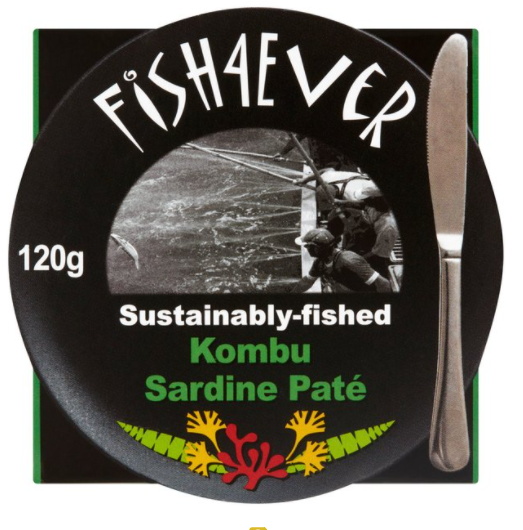 FISH4EVER
120g
Sustainably-fished
Kombu
Sardine Paté